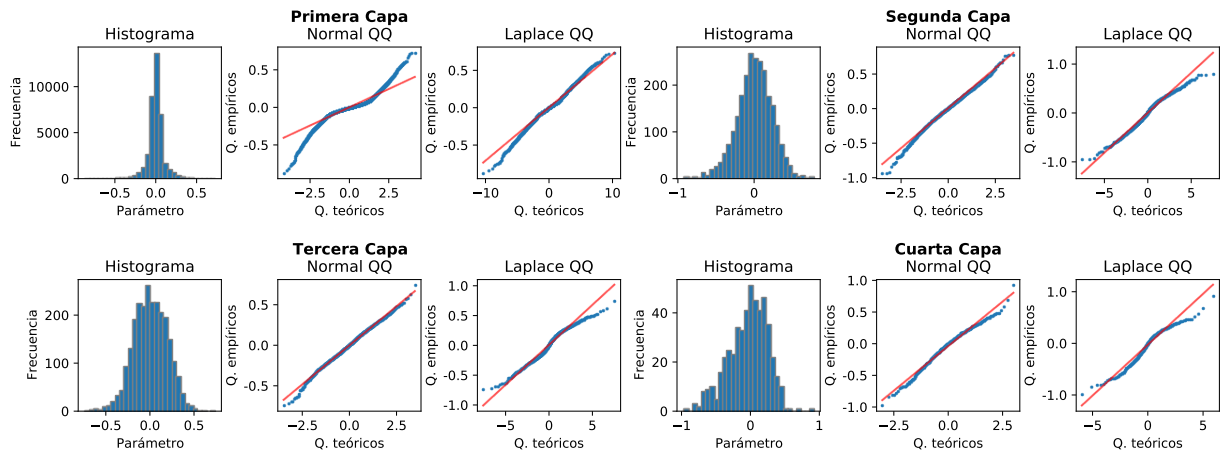 Primera Capa
Histograma
Normal QQ
Laplace QQ
Frecuencia
10000
5000
0
−0.5
0.0
0.5
Parámetro
Q. empíricos
0.5
0.0
-0.5
−2.5
0.0
2.5
Q. teóricos
Q. empíricos
0.5
0.0
-0.5
−10
0
10
Q. teóricos
Segunda Capa
Histograma
Normal QQ
Laplace QQ
Frecuencia
200
100
0
−1
0
1
Parámetro
Q. empíricos
0.5
0.0
-0.5
-1.0
−2.5
0.0
2.5
Q. teóricos
Q. empíricos
1.0
0.0
-1.0
−5
0
5
Q. teóricos
Tercera Capa
Histograma
Normal QQ
Laplace QQ
Frecuencia
200
100
0
−0.5
0.0
0.5
Parámetro
Q. empíricos
0.5
0.0
-0.5
−2.5
0.0
2.5
Q. teóricos
Q. empíricos
1.0
0.5
0.0
-0.5
-1.0
−5
0
5
Q. teóricos
Cuarta Capa
Histograma
Normal QQ
Laplace QQ
Frecuencia
40
20
0
−1
0
1
Parámetro
Q. empíricos
1.0
0.5
0.0
-0.5
-1.0
−2.5
0.0
2.5
Q. teóricos
Q. empíricos
1.0
0.0
-1.0
−5
0
5
Q. teóricos